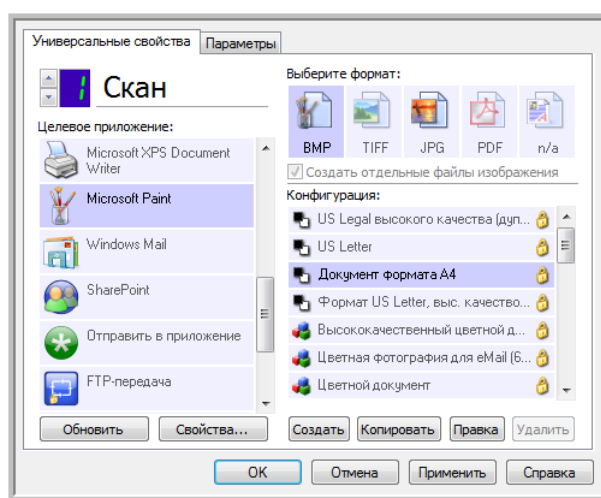 Универсальные свойства
Параметры
1 Скан
Целевое приложение:
Microsoft XPS Document
Writer
Microsoft Paint
Windows Mail
SharePoint
Отправить в приложение
FTP-передача
Обновить
Свойства...
Выберите формат:
BMP
TIFF
JPG
PDF
n/a
Создать отдельные файлы изображения
Конфигурация:
US Legal высокого качества (дуп...
US Letter
Документ формата A4
Формат US Letter, выс. качество...
Высококачественный цветной д...
Цветная фотография для eMail (6...
Цветной документ
Создать
Копировать
Правка
Удалить
OK
Отмена
Применить
Справка